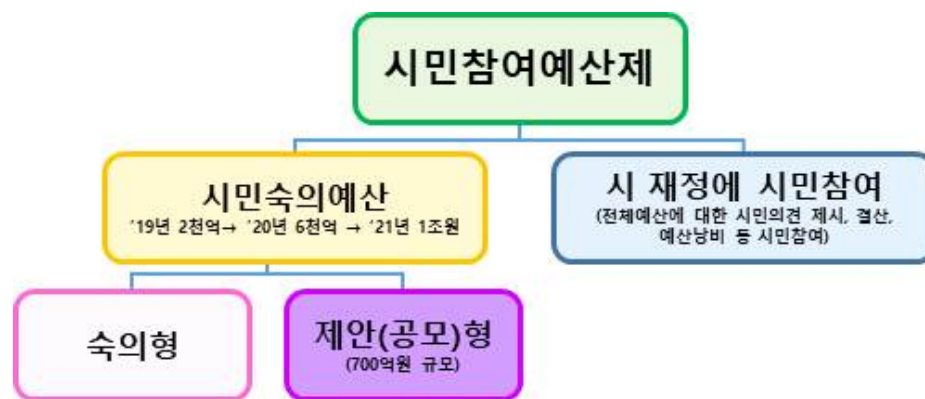 시민참여예산제
시민숙의예산
'19년 2천억→ '20년 6천억 → '21년 1조원
시 재정에 시민참여
(전체예산에 대한 시민의견 제시, 결산,
예산낭비 등 시민참여)
숙의형
제안(공모)형
(700억원 규모)